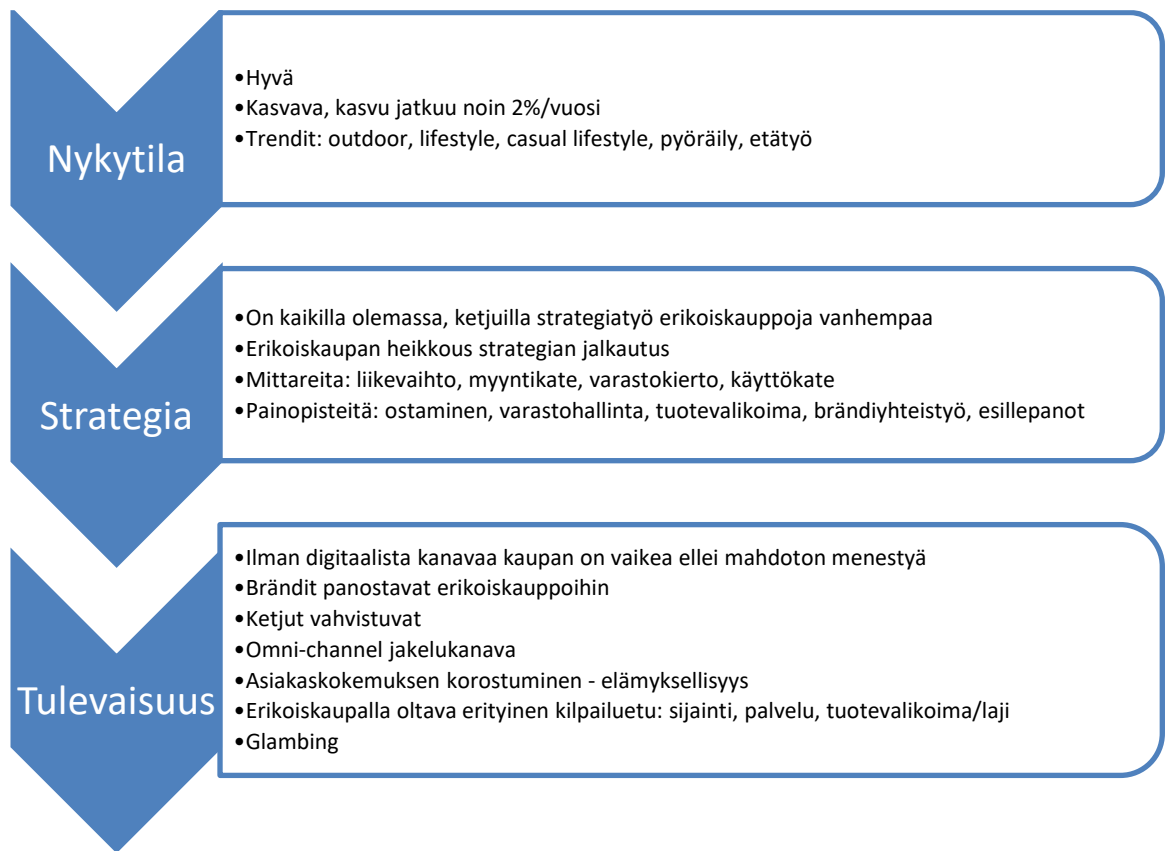 Nykytila
•Hyvä
•Kasvava, kasvu jatkuu noin 2%/vuosi
•Trendit: outdoor, lifestyle, casual lifestyle, pyöräily, etätyö
Strategia
•On kaikilla olemassa, ketjuilla strategiatyö erikoiskauppoja vanhempaa
•Erikoiskaupan heikkous strategian jalkautus
•Mittareita: liikevaihto, myyntikate, varastokierto, käyttökate
•Painopisteitä: ostaminen, varastohallinta, tuotevalikoima, brändiyhteistyö, esillepanot
Tulevaisuus
•Ilman digitaalista kanavaa kaupan on vaikea ellei mahdoton menestyä
•Brändit panostavat erikoiskauppoihin
•Ketjut vahvistuvat
•Omni-channel jakelukanava
•Asiakaskokemuksen korostuminen - elämyksellisyys
•Erikoiskaupalla oltava erityinen kilpailuetu: sijainti, palvelu, tuotevalikoima/laji
•Glambing